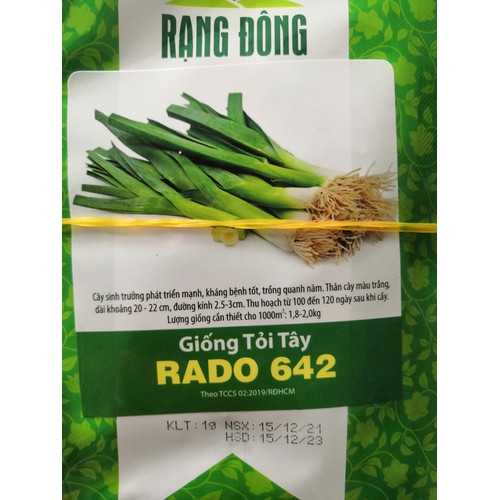 RẠNG ĐÔNG
Cây sinh trưởng phát triển mạnh, kháng bệnh tốt, trồng quanh năm. Thân cây màu trắng,
dài khoảng 20 - 22 cm, đường kính 2.5-3cm. Thu hoạch từ 100 đến 120 ngày sau khi cấy.
Lượng giống cần thiết cho 1000m²: 1,8-2,0kg
Giống Tỏi Tây
RADO 642
Theo TCCS 02:2019/RĐHCM
KLT:10 NSX:15/12/21
HSD:15/12/23